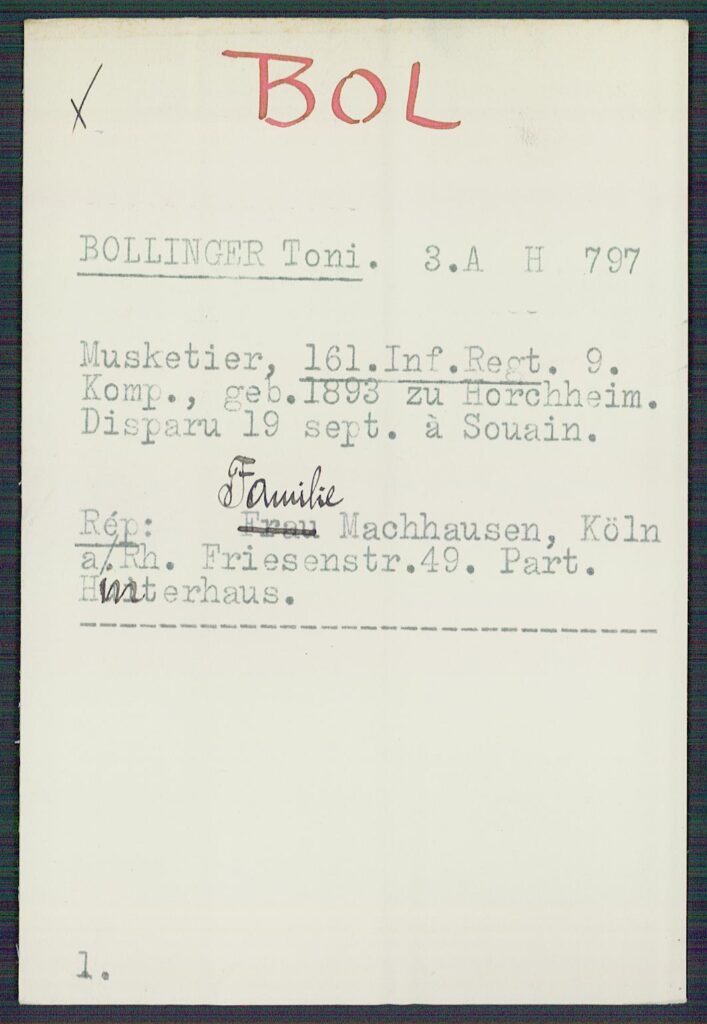 BOL
x
BOLLINGER Toni. 3.A H 797
Musketier, 161.Inf.Regt. 9.
Komp., geb.1893 zu Horchheim.
Disparu 19 sept. à Souain.
Familie
Rép: Frau Machhausen, Köln
a/Rh. Friesenstr.49. Part.
Hinterhaus.
1.